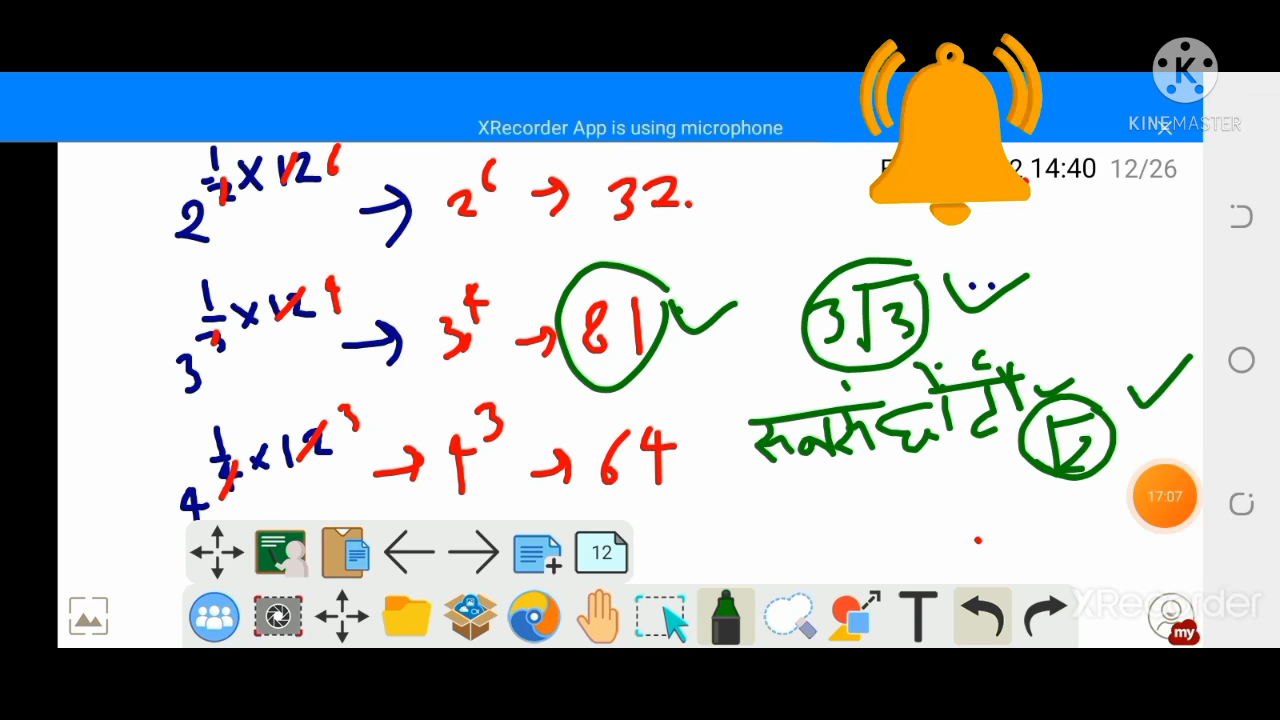 KINEMASTER
XRecorder App is using microphone
14:40 12/26
2^(1/2 × 12) 6 → 2^6 → 32.
3^(1/3 × 12) 4 → 3^4 → 81
3√3
4^(1/4 × 12) 3 → 4^3 → 64
√2
17:07
12
T
XRecorder
my